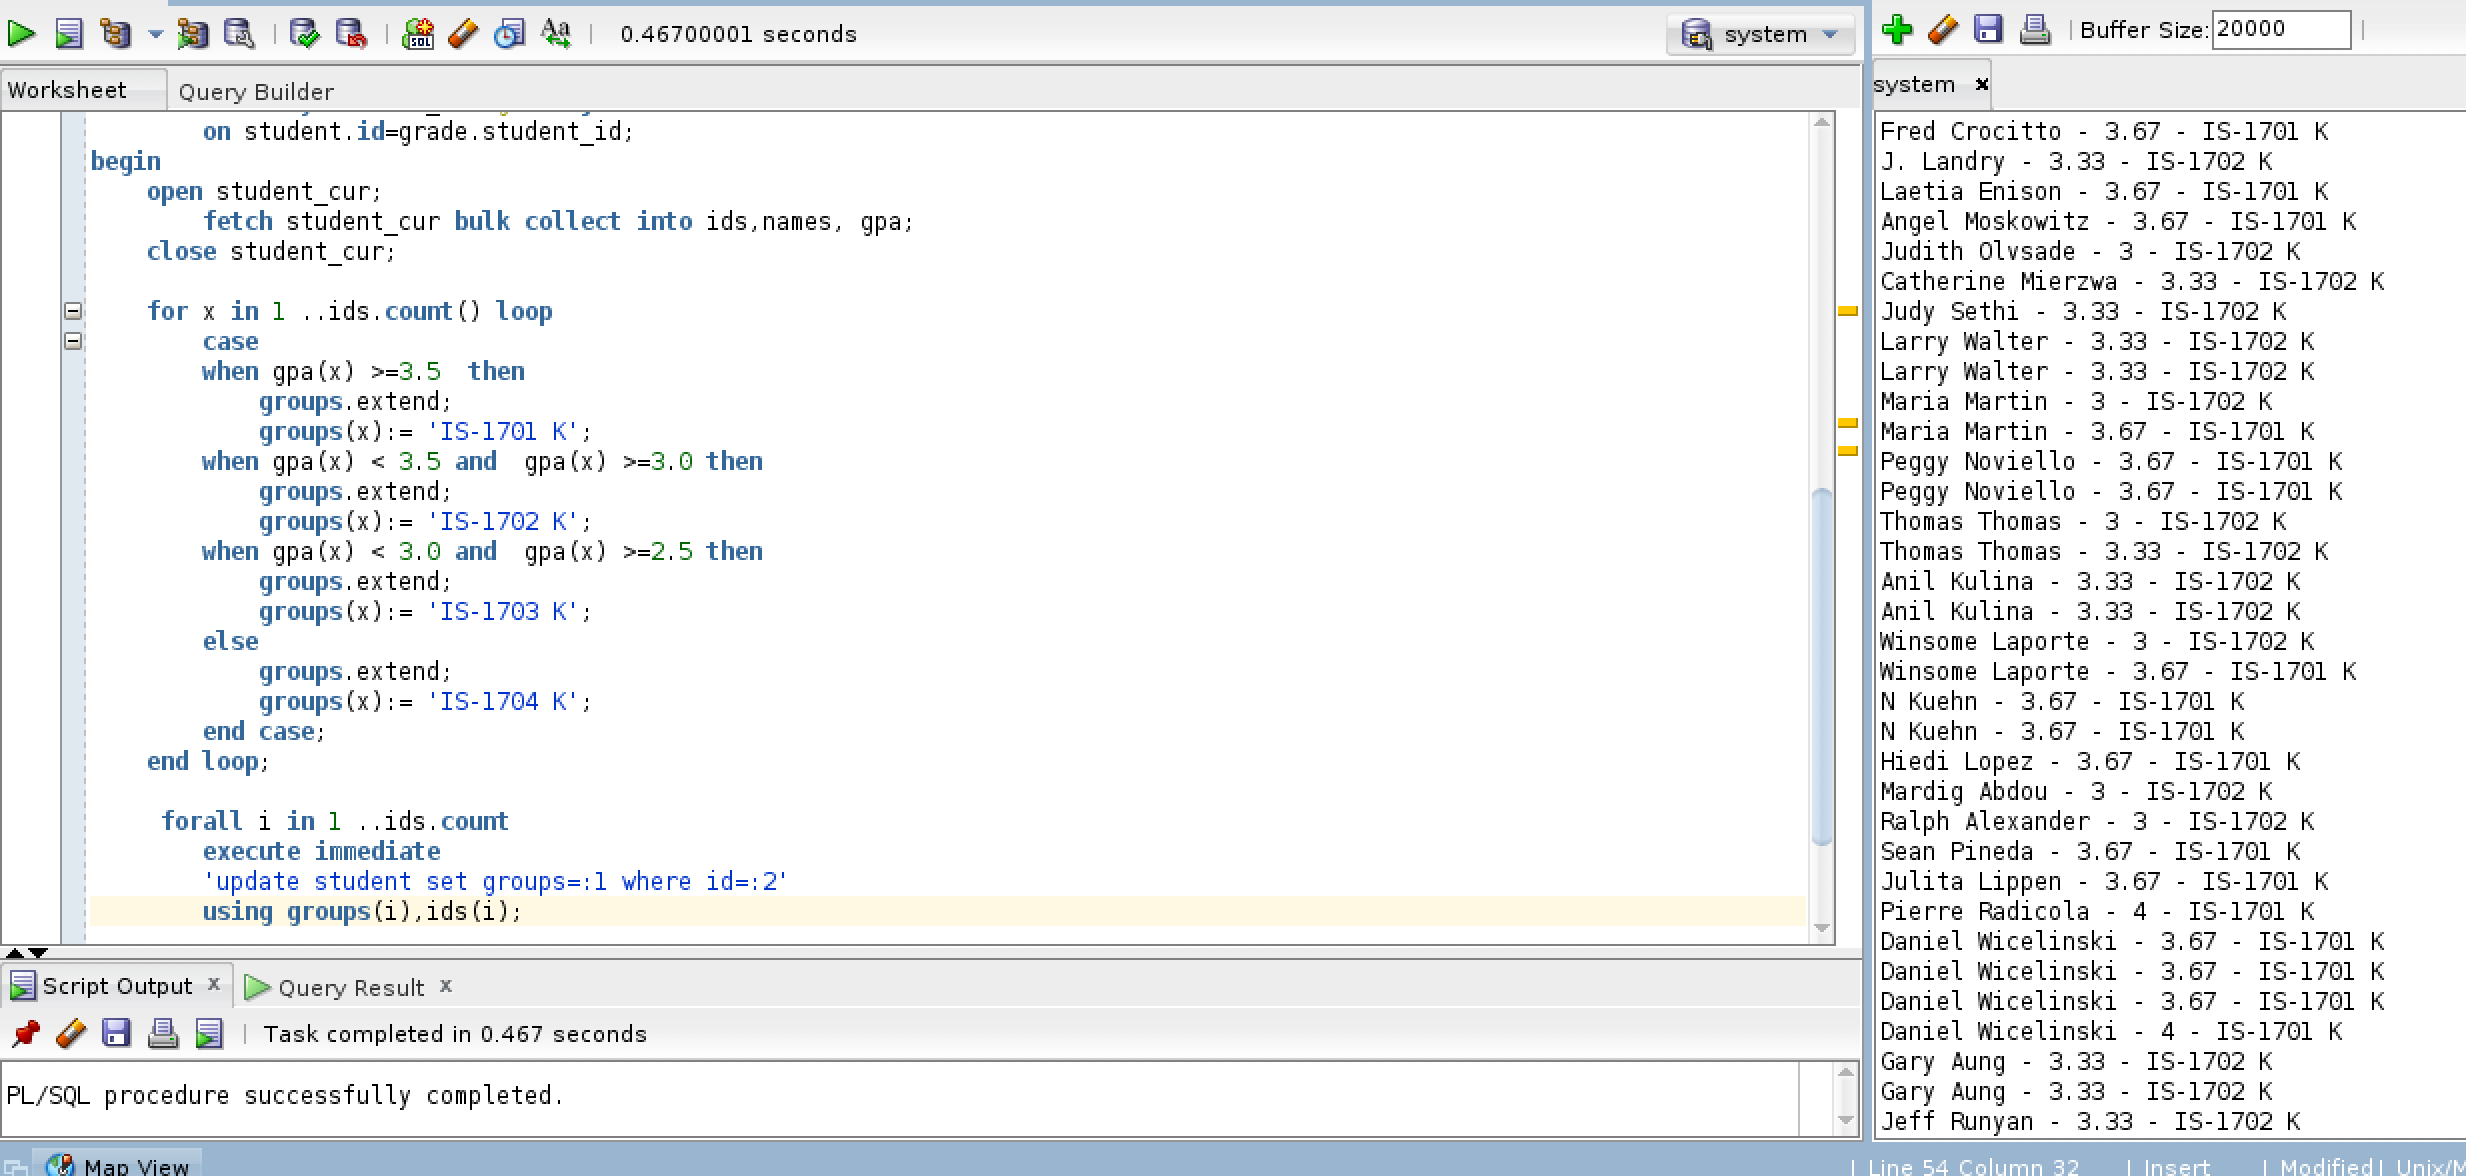 0.46700001 seconds
system
Worksheet
Query Builder
on student.id=grade.student_id;
begin
open student_cur;
fetch student_cur bulk collect into ids,names, gpa;
close student_cur;
for x in 1 ..ids.count() loop
case
when gpa(x) >=3.5  then
groups.extend;
groups(x):= 'IS-1701 K';
when gpa(x) < 3.5 and  gpa(x) >=3.0 then
groups.extend;
groups(x):= 'IS-1702 K';
when gpa(x) < 3.0 and  gpa(x) >=2.5 then
groups.extend;
groups(x):= 'IS-1703 K';
else
groups.extend;
groups(x):= 'IS-1704 K';
end case;
end loop;
forall i in 1 ..ids.count
execute immediate
'update student set groups=:1 where id=:2'
using groups(i),ids(i);
Script Output x
Query Result x
Task completed in 0.467 seconds
PL/SQL procedure successfully completed.
Map View
Buffer Size: 20000
system
Fred Crocitto - 3.67 - IS-1701 K
J. Landry - 3.33 - IS-1702 K
Laetia Enison - 3.67 - IS-1701 K
Angel Moskowitz - 3.67 - IS-1701 K
Judith Olvsade - 3 - IS-1702 K
Catherine Mierzwa - 3.33 - IS-1702 K
Judy Sethi - 3.33 - IS-1702 K
Larry Walter - 3.33 - IS-1702 K
Larry Walter - 3.33 - IS-1702 K
Maria Martin - 3 - IS-1702 K
Maria Martin - 3.67 - IS-1701 K
Peggy Noviello - 3.67 - IS-1701 K
Peggy Noviello - 3.67 - IS-1701 K
Thomas Thomas - 3 - IS-1702 K
Thomas Thomas - 3.33 - IS-1702 K
Anil Kulina - 3.33 - IS-1702 K
Anil Kulina - 3.33 - IS-1702 K
Winsome Laporte - 3 - IS-1702 K
Winsome Laporte - 3.67 - IS-1701 K
N Kuehn - 3.67 - IS-1701 K
N Kuehn - 3.67 - IS-1701 K
Hiedi Lopez - 3.67 - IS-1701 K
Mardig Abdou - 3 - IS-1702 K
Ralph Alexander - 3 - IS-1702 K
Sean Pineda - 3.67 - IS-1701 K
Julita Lippen - 3.67 - IS-1701 K
Pierre Radicola - 4 - IS-1701 K
Daniel Wicelinski - 3.67 - IS-1701 K
Daniel Wicelinski - 3.67 - IS-1701 K
Daniel Wicelinski - 3.67 - IS-1701 K
Daniel Wicelinski - 4 - IS-1701 K
Gary Aung - 3.33 - IS-1702 K
Gary Aung - 3.33 - IS-1702 K
Jeff Runyan - 3.33 - IS-1702 K
| Line 54 Column 32 | Insert | Modified | Unix/M